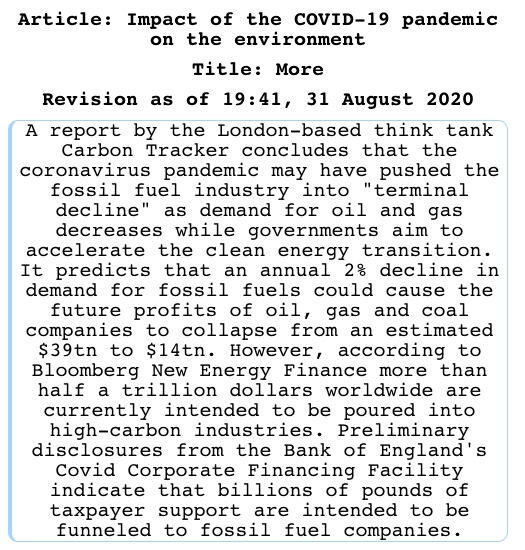 Article: Impact of the COVID-19 pandemic
on the environment
Title: More
Revision as of 19:41, 31 August 2020
A report by the London-based think tank
Carbon Tracker concludes that the
coronavirus pandemic may have pushed the
fossil fuel industry into "terminal
decline" as demand for oil and gas
decreases while governments aim to
accelerate the clean energy transition.
It predicts that an annual 2% decline in
demand for fossil fuels could cause the
future profits of oil, gas and coal
companies to collapse from an estimated
$39tn to $14tn. However, according to
Bloomberg New Energy Finance more than
half a trillion dollars worldwide are
currently intended to be poured into
high-carbon industries. Preliminary
disclosures from the Bank of England's
Covid Corporate Financing Facility
indicate that billions of pounds of
taxpayer support are intended to be
funneled to fossil fuel companies.